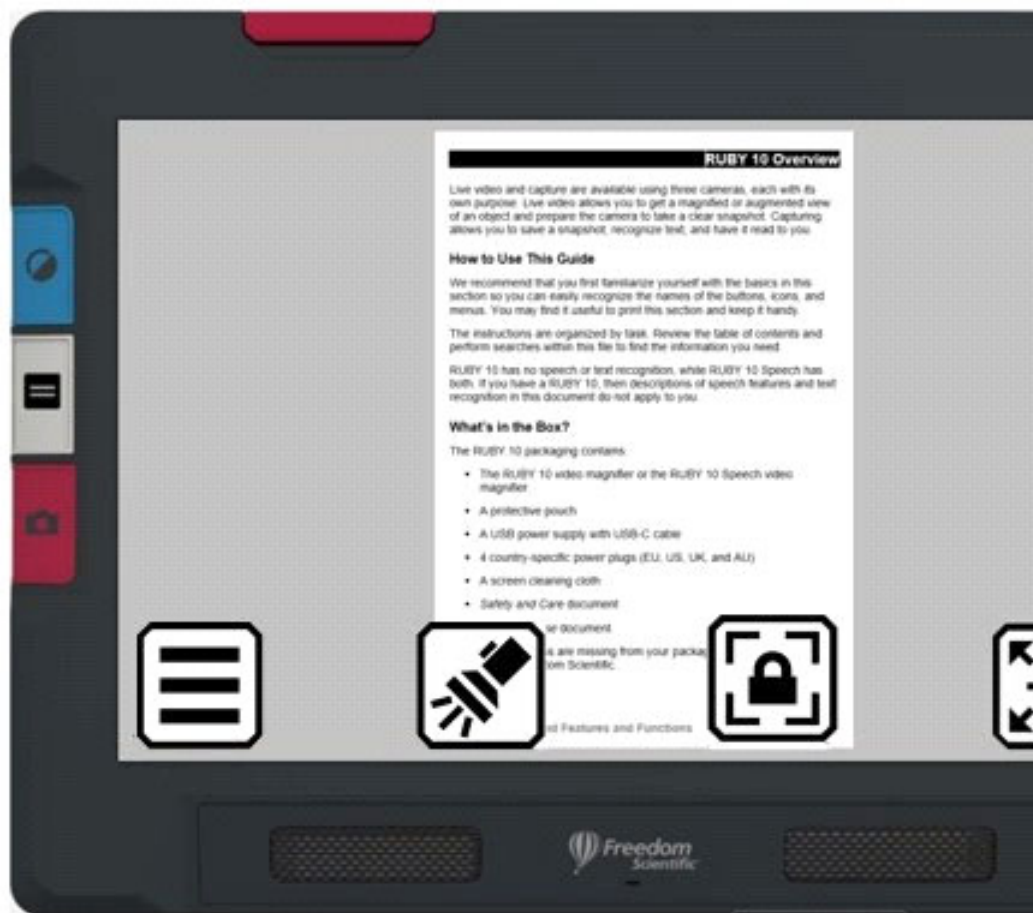 RUBY 10 Overview
Live video and capture are available using three cameras, each with its
own purpose. Live video allows you to get a magnified or augmented view
of an object and prepare the camera to take a clear snapshot. Capturing
allows you to save a snapshot, recognize text, and have it read to you.
How to Use This Guide
We recommend that you first familiarize yourself with the basics in this
section so you can easily recognize the names of the buttons, icons, and
menus. You may find it useful to print this section and keep it handy.
The instructions are organized by task. Review the table of contents and
perform searches within this file to find the information you need.
RUBY 10 has no speech or text recognition, while RUBY 10 Speech has
both. If you have a RUBY 10, then descriptions of speech features and text
recognition in this document do not apply to you.
What's in the Box?
The RUBY 10 packaging contains:
• The RUBY 10 video magnifier or the RUBY 10 Speech video
magnifier
• A protective pouch
• A USB power supply with USB-C cable
• 4 country-specific power plugs (EU, US, UK, and AU)
• A screen cleaning cloth
• Safety and Care document
document
are missing from your
Scientific.
Features and Functions
Freedom
Scientific